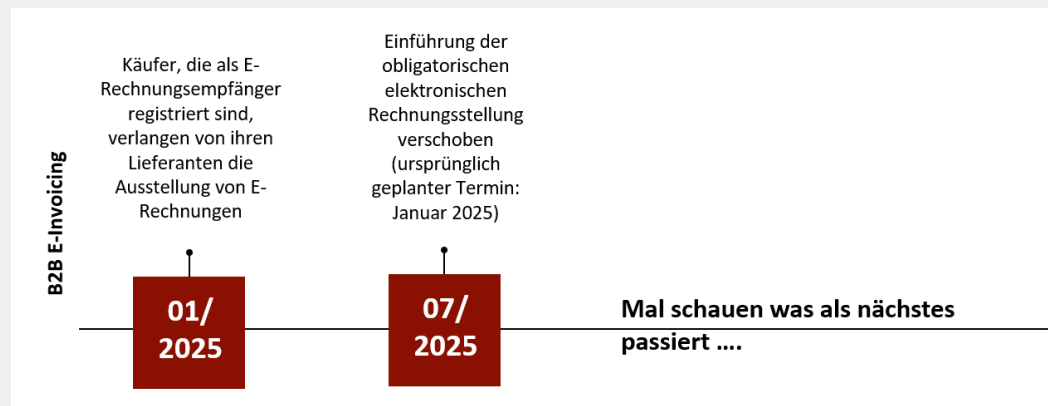 B2B E-Invoicing
Käufer, die als E-
Rechnungsempfänger
registriert sind,
verlangen von ihren
Lieferanten die
Ausstellung von E-
Rechnungen
01/
2025
Einführung der
obligatorischen
elektronischen
Rechnungsstellung
verschoben
(ursprünglich
geplanter Termin:
Januar 2025)
07/
2025
Mal schauen was als nächstes
passiert ....